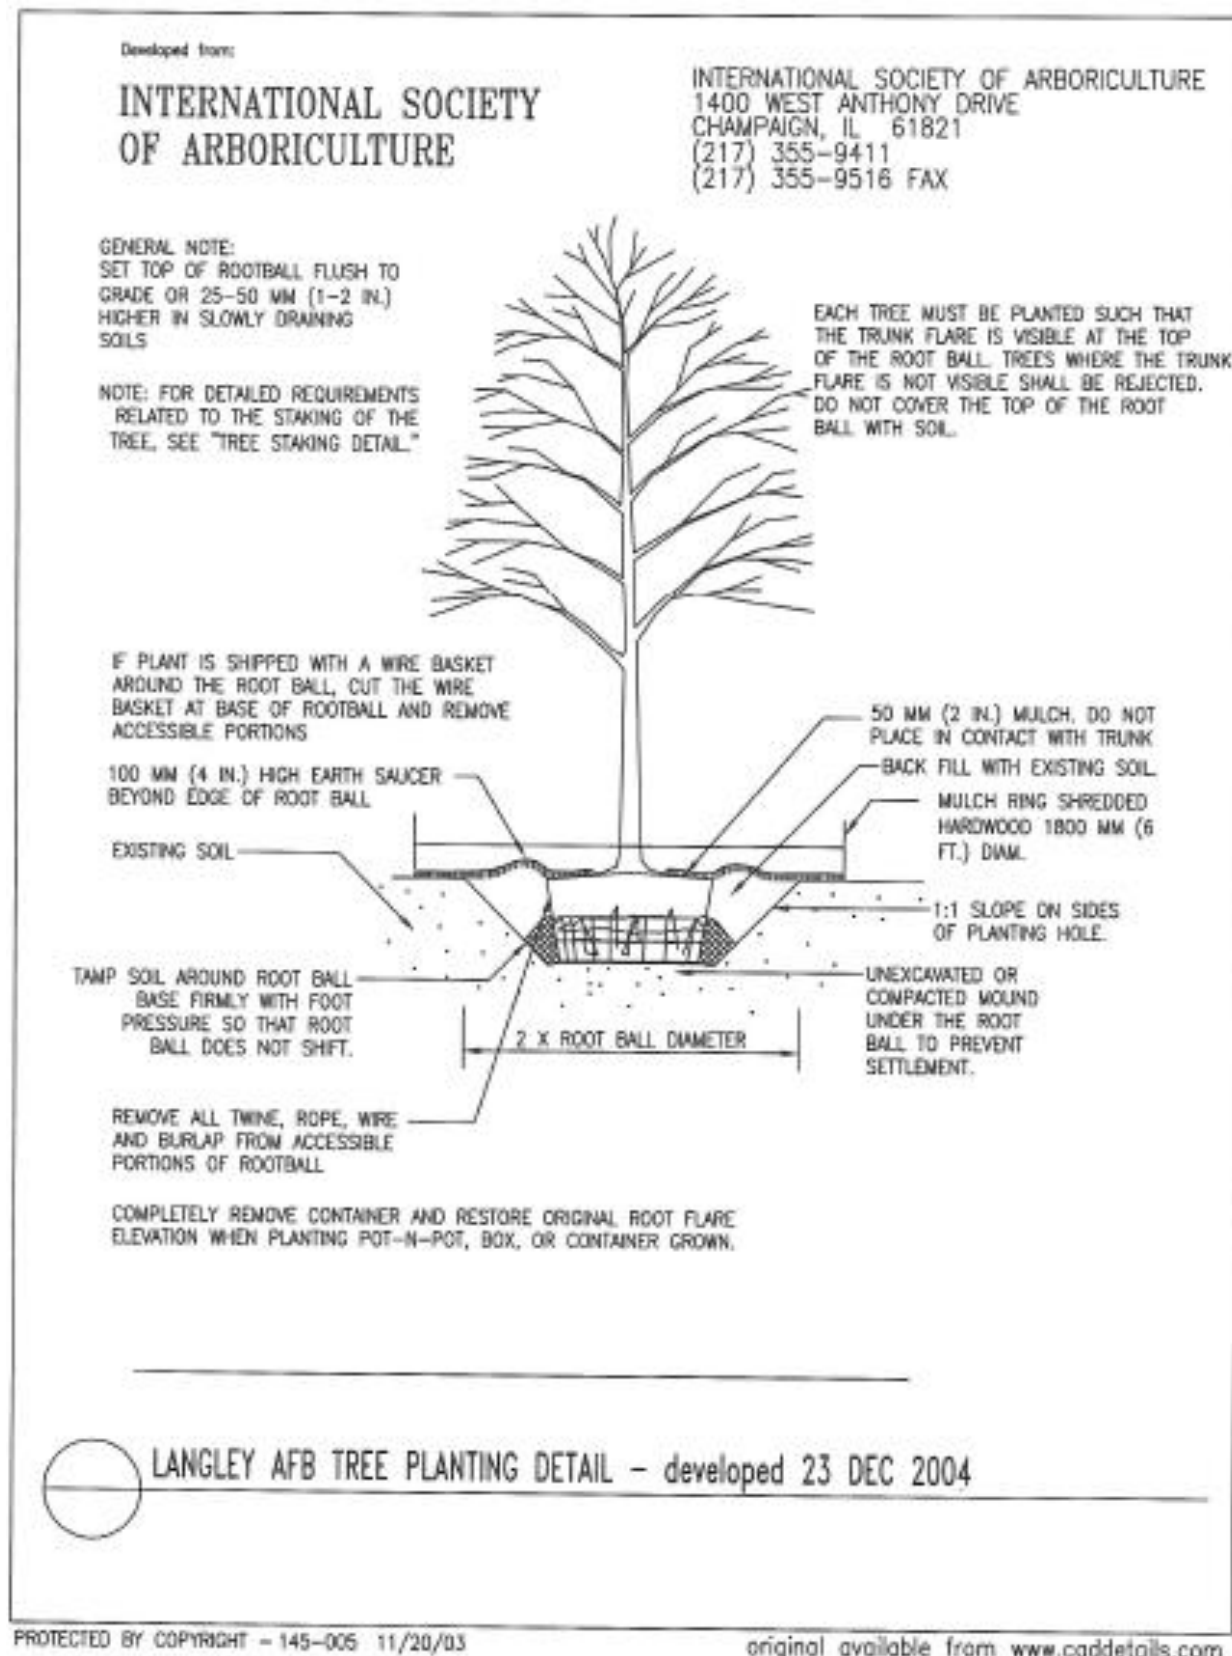 Developed from:
INTERNATIONAL SOCIETY
OF ARBORICULTURE
INTERNATIONAL SOCIETY OF ARBORICULTURE
1400 WEST ANTHONY DRIVE
CHAMPAIGN, IL 61821
(217) 355-9411
(217) 355-9516 FAX
GENERAL NOTE:
SET TOP OF ROOTBALL FLUSH TO
GRADE OR 25-50 MM (1-2 IN.)
HIGHER IN SLOWLY DRAINING
SOILS
NOTE: FOR DETAILED REQUIREMENTS
RELATED TO THE STAKING OF THE
TREE, SEE "TREE STAKING DETAIL."
EACH TREE MUST BE PLANTED SUCH THAT
THE TRUNK FLARE IS VISIBLE AT THE TOP
OF THE ROOT BALL. TREES WHERE THE TRUNK
FLARE IS NOT VISIBLE SHALL BE REJECTED.
DO NOT COVER THE TOP OF THE ROOT
BALL WITH SOIL.
IF PLANT IS SHIPPED WITH A WIRE BASKET
AROUND THE ROOT BALL, CUT THE WIRE
BASKET AT BASE OF ROOTBALL AND REMOVE
ACCESSIBLE PORTIONS
100 MM (4 IN.) HIGH EARTH SAUCER
BEYOND EDGE OF ROOT BALL
EXISTING SOIL
50 MM (2 IN.) MULCH. DO NOT
PLACE IN CONTACT WITH TRUNK
BACK FILL WITH EXISTING SOIL.
MULCH RING SHREDDED
HARDWOOD 1800 MM (6
FT.) DIAM.
1:1 SLOPE ON SIDES
OF PLANTING HOLE.
TAMP SOIL AROUND ROOT BALL
BASE FIRMLY WITH FOOT
PRESSURE SO THAT ROOT
BALL DOES NOT SHIFT.
2 X ROOT BALL DIAMETER
UNEXCAVATED OR
COMPACTED MOUND
UNDER THE ROOT
BALL TO PREVENT
SETTLEMENT.
REMOVE ALL TWINE, ROPE, WIRE
AND BURLAP FROM ACCESSIBLE
PORTIONS OF ROOTBALL
COMPLETELY REMOVE CONTAINER AND RESTORE ORIGINAL ROOT FLARE
ELEVATION WHEN PLANTING POT-N-POT, BOX, OR CONTAINER GROWN.
LANGLEY AFB TREE PLANTING DETAIL - developed 23 DEC 2004
PROTECTED BY COPYRIGHT - 145-005 11/20/03
original available from www.caddetails.com